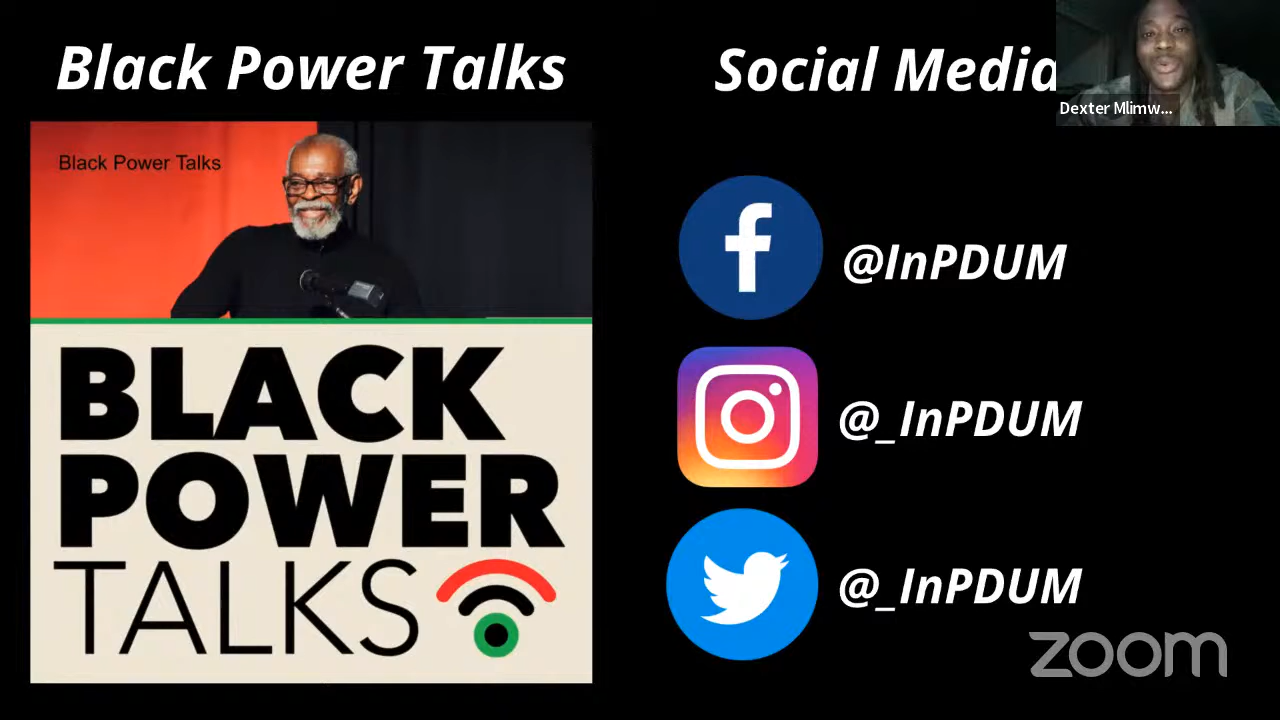 Black Power Talks
Social Media
Dexter Mlimw...
Black Power Talks
BLACK
POWER
TALKS
@InPDUM
@_InPDUM
@_InPDUM
zoom